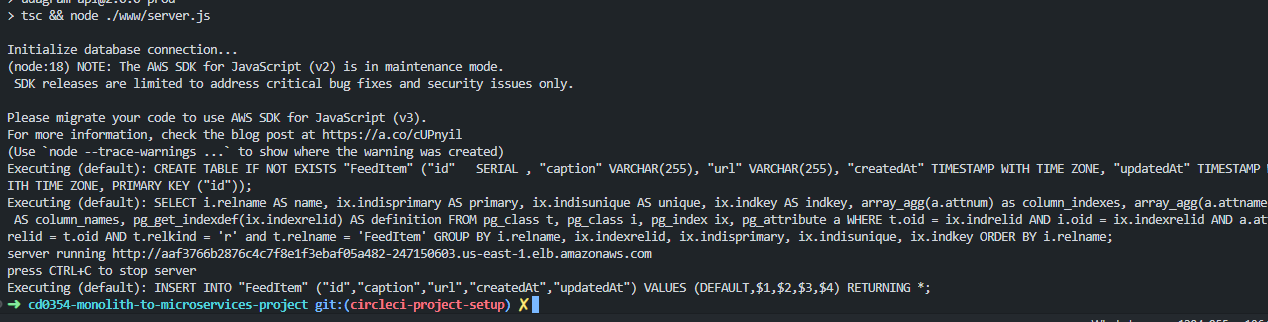 > udagram-api@2.0.0 prod
> tsc && node ./www/server.js
Initialize database connection...
(node:18) NOTE: The AWS SDK for JavaScript (v2) is in maintenance mode.
SDK releases are limited to address critical bug fixes and security issues only.
Please migrate your code to use AWS SDK for JavaScript (v3).
For more information, check the blog post at https://a.co/cUPnyil
(Use `node --trace-warnings ...` to show where the warning was created)
Executing (default): CREATE TABLE IF NOT EXISTS "FeedItem" ("id"   SERIAL , "caption" VARCHAR(255), "url" VARCHAR(255), "createdAt" TIMESTAMP WITH TIME ZONE, "updatedAt" TIMESTAMP W
ITH TIME ZONE, PRIMARY KEY ("id"));
Executing (default): SELECT i.relname AS name, ix.indisprimary AS primary, ix.indisunique AS unique, ix.indkey AS indkey, array_agg(a.attnum) as column_indexes, array_agg(a.attname
AS column_names, pg_get_indexdef(ix.indexrelid) AS definition FROM pg_class t, pg_class i, pg_index ix, pg_attribute a WHERE t.oid = ix.indrelid AND i.oid = ix.indexrelid AND a.at
relid = t.oid AND t.relkind = 'r' and t.relname = 'FeedItem' GROUP BY i.relname, ix.indexrelid, ix.indisprimary, ix.indisunique, ix.indkey ORDER BY i.relname;
server running http://aaf3766b2876c4c7f8e1f3ebaf05a482-247150603.us-east-1.elb.amazonaws.com
press CTRL+C to stop server
Executing (default): INSERT INTO "FeedItem" ("id","caption","url","createdAt","updatedAt") VALUES (DEFAULT,$1,$2,$3,$4) RETURNING *;
➜ cd0354-monolith-to-microservices-project git:(circleci-project-setup) ✗